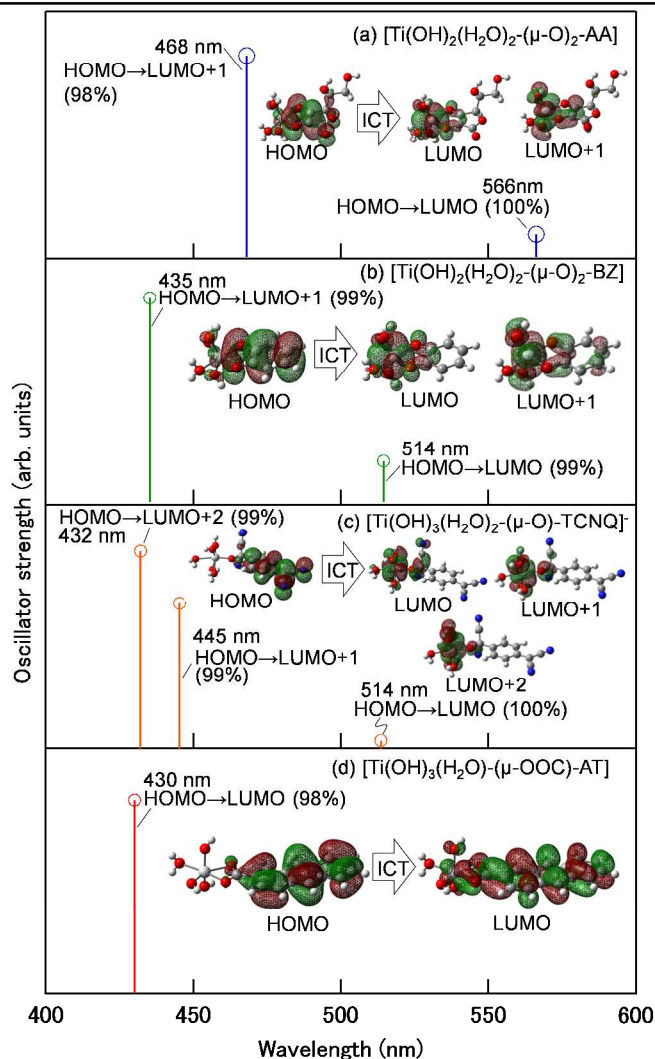 (a) [Ti(OH)₂(H₂O)₂-(μ-O)₂-AA]
468 nm
HOMO→LUMO+1
(98%)
ICT
HOMO
LUMO
LUMO+1
566nm
HOMO→LUMO (100%)
(b) [Ti(OH)₂(H₂O)₂-(μ-O)₂-BZ]
435 nm
HOMO→LUMO+1 (99%)
ICT
HOMO
LUMO
LUMO+1
514 nm
HOMO→LUMO (99%)
HOMO→LUMO+2 (99%)
432 nm
(c) [Ti(OH)₃(H₂O)₂-(μ-O)-TCNQ]⁻
ICT
HOMO
LUMO
LUMO+1
445 nm
HOMO→LUMO+1
(99%)
LUMO+2
514 nm
HOMO→LUMO (100%)
(d) [Ti(OH)₃(H₂O)-(μ-OOC)-AT]
430 nm
HOMO→LUMO (98%)
ICT
HOMO
LUMO
Oscillator strength (arb. units)
400 450 500 550 600
Wavelength (nm)